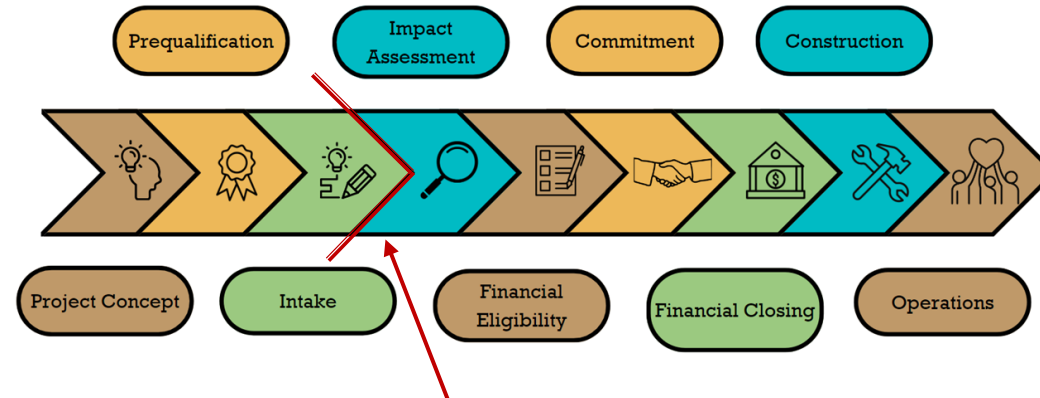 Prequalification
Impact
Assessment
Commitment
Construction
$
Project Concept
Intake
Financial
Eligibility
Financial Closing
Operations